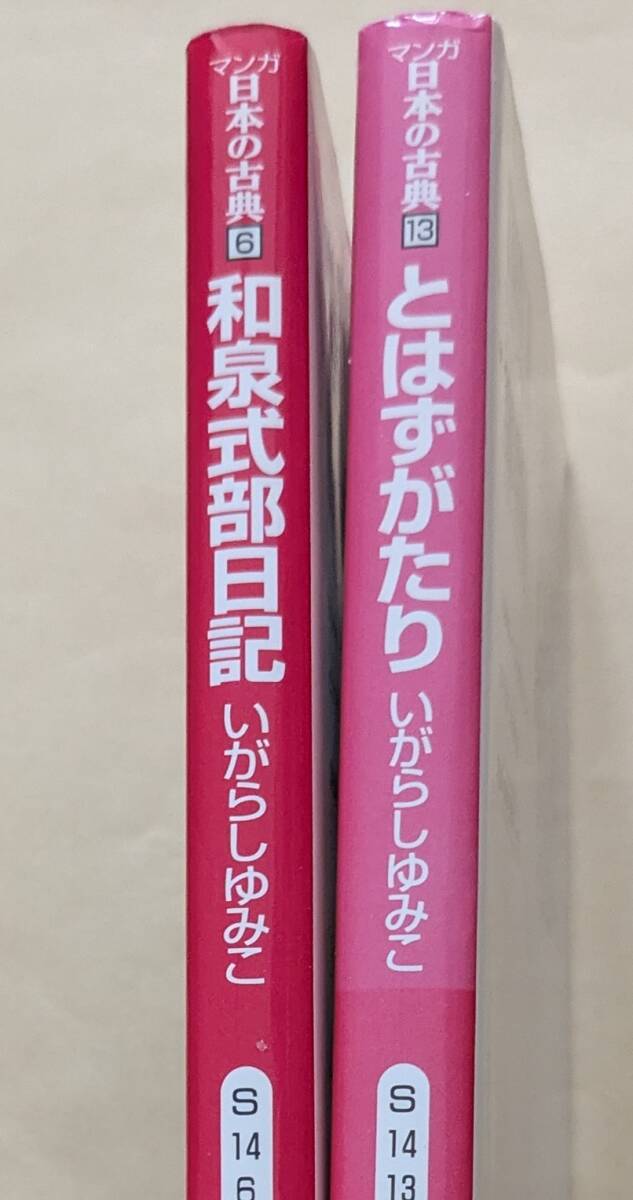 マンガ
日本の古典
6
和泉式部日記
いがらしゆみこ
S
14
6
マンガ
日本の古典
13
とはずがたり
いがらしゆみこ
S
14
13